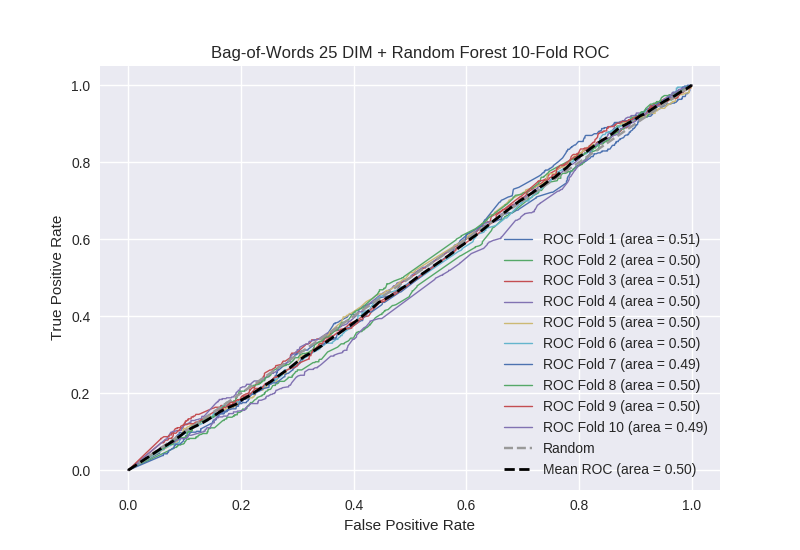 Bag-of-Words 25 DIM + Random Forest 10-Fold ROC
True Positive Rate
1.0
0.8
0.6
0.4
0.2
0.0
ROC Fold 1 (area = 0.51)
ROC Fold 2 (area = 0.50)
ROC Fold 3 (area = 0.51)
ROC Fold 4 (area = 0.50)
ROC Fold 5 (area = 0.50)
ROC Fold 6 (area = 0.50)
ROC Fold 7 (area = 0.49)
ROC Fold 8 (area = 0.50)
ROC Fold 9 (area = 0.50)
ROC Fold 10 (area = 0.49)
Random
Mean ROC (area = 0.50)
0.0 0.2 0.4 0.6 0.8 1.0
False Positive Rate